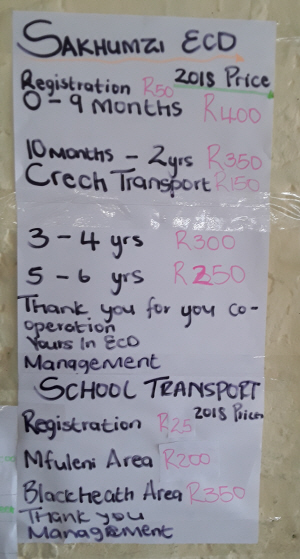 SAKHUMZI ECD
Registration R50 2018 Price
0-9 months R400
10 MONTHS - 2yrs R350
Crech Transport R150
3-4 yrs R300
5-6 yrs R250
Thank you for you co-
operation
Yours In ECD
Management
SCHOOL TRANSPORT
Registration R25 2018 Price
Mfuleni Area R200
Blackheath Area R350
Thank you
Management